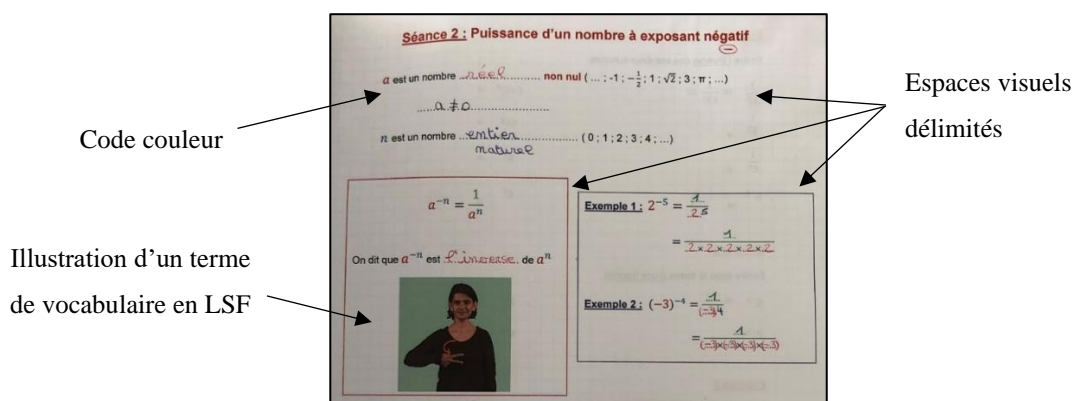 Séance 2 : Puissance d'un nombre à exposant négatif
a est un nombre ...réel............... non nul ( ... ; -1 ; −1/2 ; 1 ; √2 ; 3 ; π ; ...)
.....a ≠ o........................
n est un nombre ...entier..................... ( 0 ; 1 ; 2 ; 3 ; 4 ; ...)
naturel
Code couleur
Espaces visuels
délimités
a⁻ⁿ = 1/aⁿ
On dit que a⁻ⁿ est l'inverse de aⁿ
Illustration d'un terme
de vocabulaire en LSF
Exemple 1 : 2⁻⁵ = 1/2⁵
= 1/(2 × 2 × 2 × 2 × 2)
Exemple 2 : (−3)⁻⁴ = 1/(−3)4
= 1/((−3)×(−3)×(−3)×(−3))